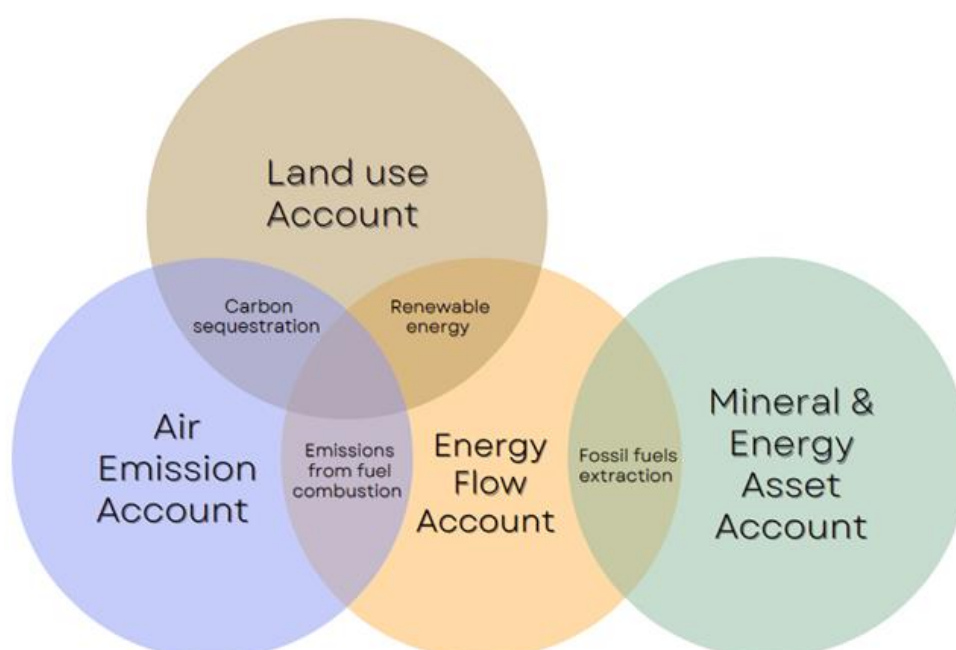 Land use
Account
Carbon
sequestration
Renewable
energy
Air
Emission
Account
Emissions
from fuel
combustion
Energy
Flow
Account
Fossil fuels
extraction
Mineral &
Energy
Asset
Account